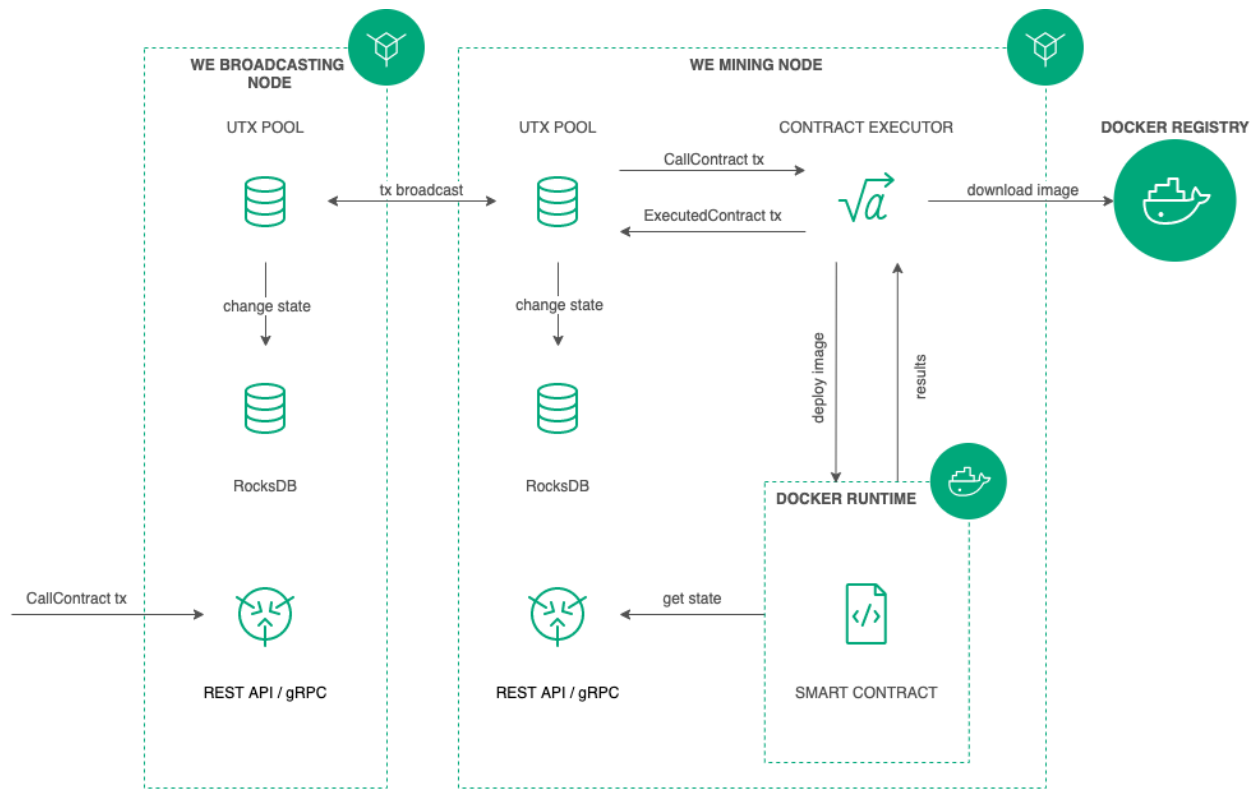 WE BROADCASTING
NODE
WE MINING NODE
UTX POOL
UTX POOL
CONTRACT EXECUTOR
DOCKER REGISTRY
CallContract tx
tx broadcast
download image
ExecutedContract tx
change state
change state
deploy image
results
RocksDB
RocksDB
DOCKER RUNTIME
CallContract tx
get state
REST API / gRPC
REST API / gRPC
SMART CONTRACT